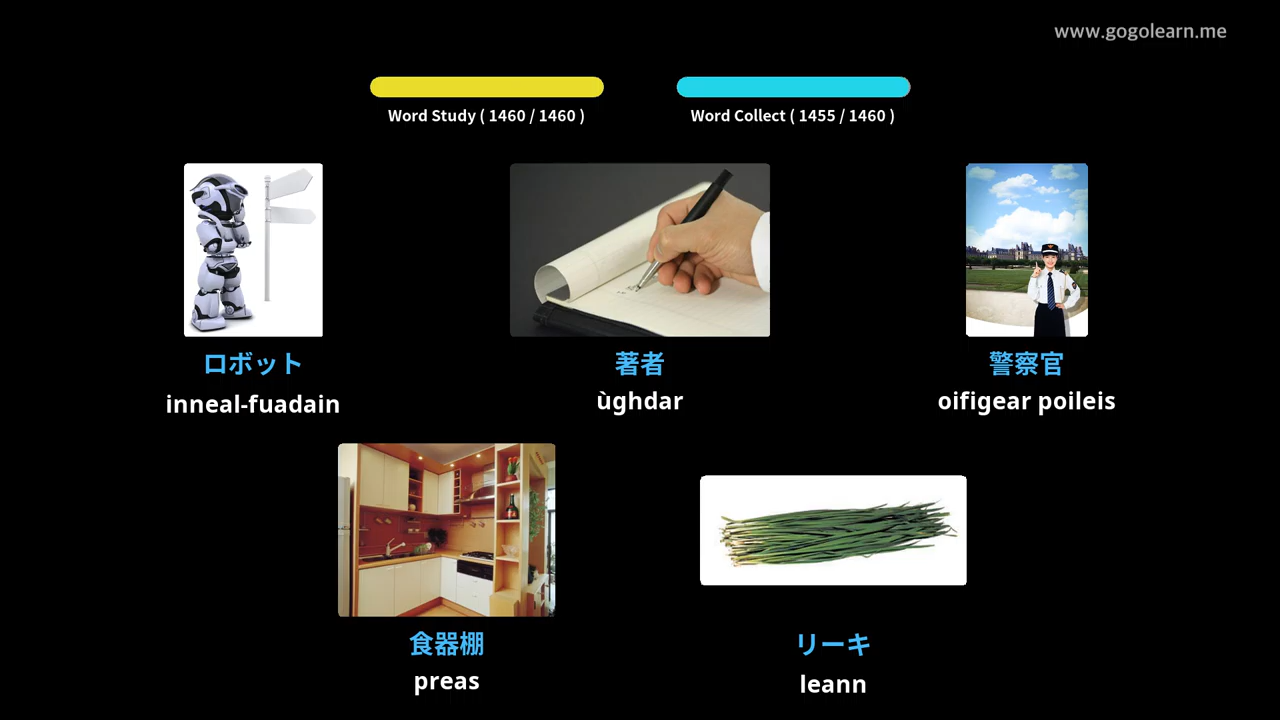 www.gogolearn.me
Word Study ( 1460 / 1460 )
Word Collect ( 1455 / 1460 )
ロボット
inneal-fuadain
著者
ùghdar
警察官
oifigear poileis
食器棚
preas
リーキ
leann